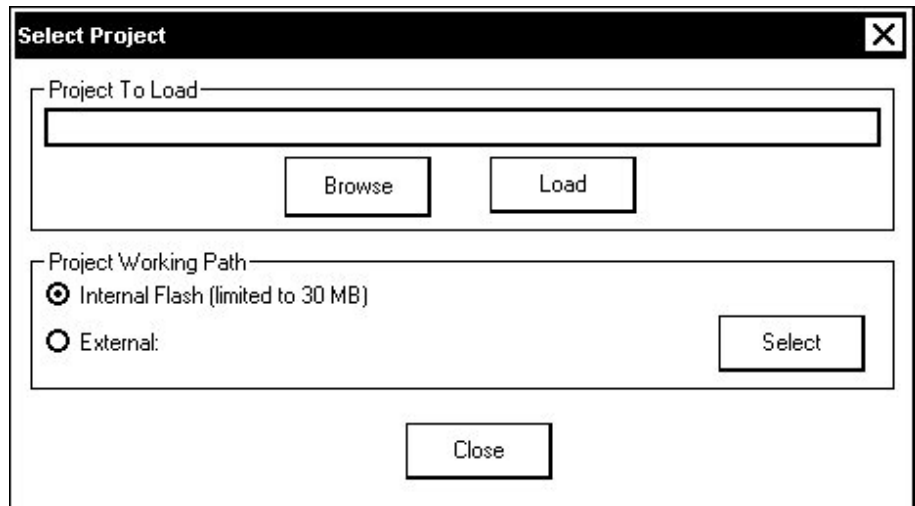 Select Project
Project To Load
Browse Load
Project Working Path
Internal Flash (limited to 30 MB)
External: Select
Close